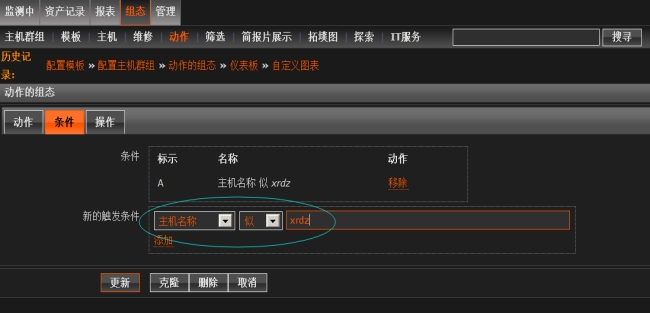 监测中 资产记录 报表 组态 管理
主机群组 模板 主机 维修 动作 筛选 简报片展示 拓墣图 探索 IT服务 搜寻
历史记录: 配置模板 » 配置主机群组 » 动作的组态 » 仪表板 » 自定义图表
动作的组态
动作 条件 操作
条件 标示 名称 动作
A 主机名称 似 xrdz 移除
新的触发条件 主机名称 似 xrdz
添加
更新 克隆 删除 取消